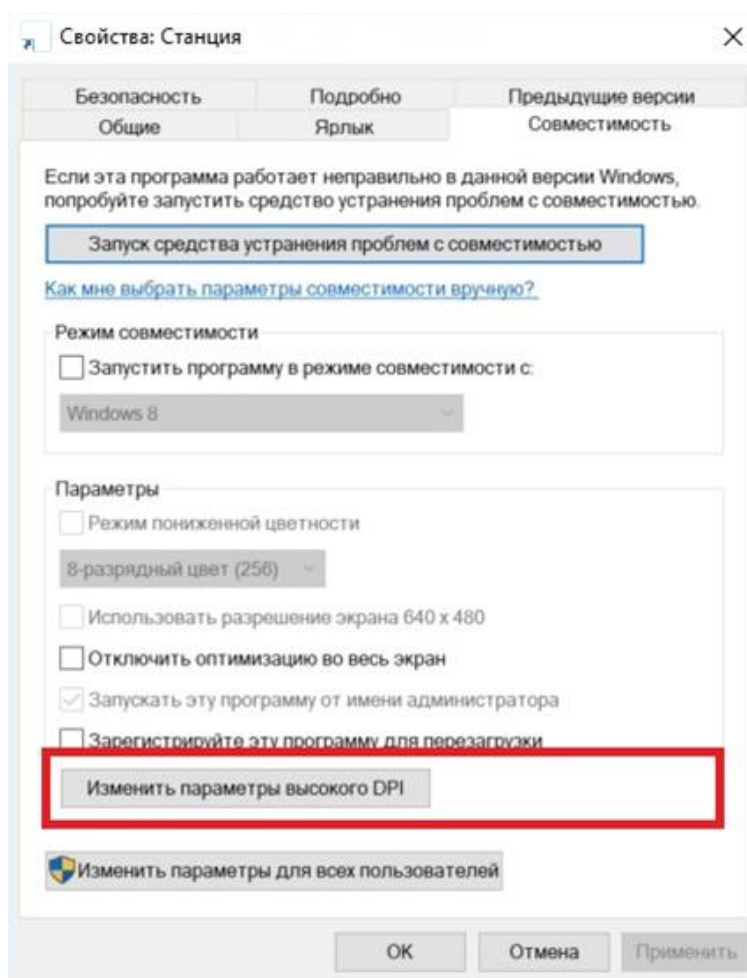 Свойства: Станция
Безопасность
Подробно
Предыдущие версии
Общие
Ярлык
Совместимость
Если эта программа работает неправильно в данной версии Windows,
попробуйте запустить средство устранения проблем с совместимостью.
Запуск средства устранения проблем с совместимостью
Как мне выбрать параметры совместимости вручную?
Режим совместимости
Запустить программу в режиме совместимости с:
Windows 8
Параметры
Режим пониженной цветности
8-разрядный цвет (256)
Использовать разрешение экрана 640 x 480
Отключить оптимизацию во весь экран
Запускать эту программу от имени администратора
Зарегистрируйте эту программу для перезагрузки
Изменить параметры высокого DPI
Изменить параметры для всех пользователей
ОК
Отмена
Применить